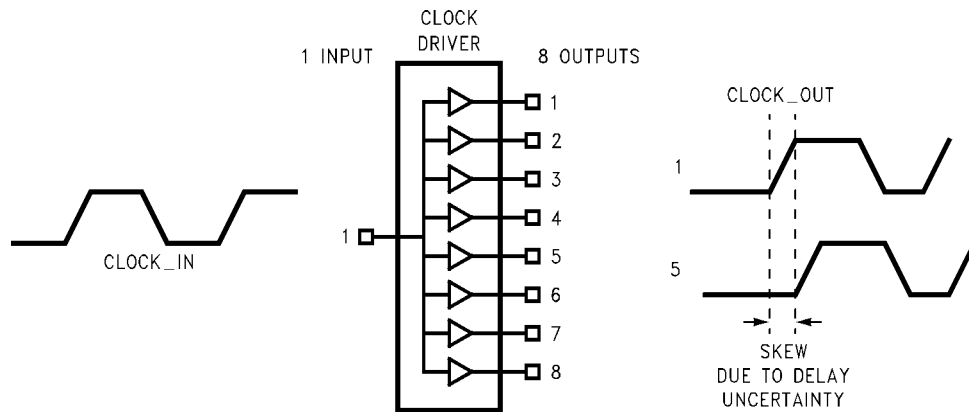 CLOCK
DRIVER
1 INPUT
8 OUTPUTS
1
2
3
4
5
6
7
8
1
CLOCK_IN
CLOCK_OUT
1
5
SKEW
DUE TO DELAY
UNCERTAINTY